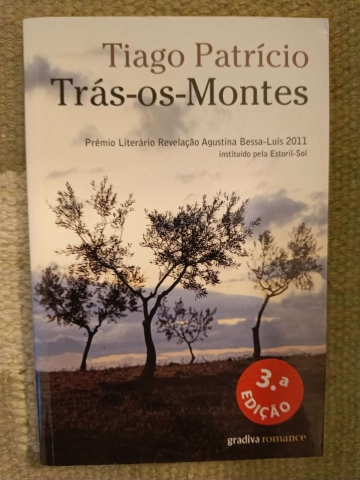 Tiago Patrício
Trás-os-Montes
Prémio Literário Revelação Agustina Bessa-Luís 2011
instituído pela Estoril-Sol
3.ª
EDIÇÃO
gradiva romance